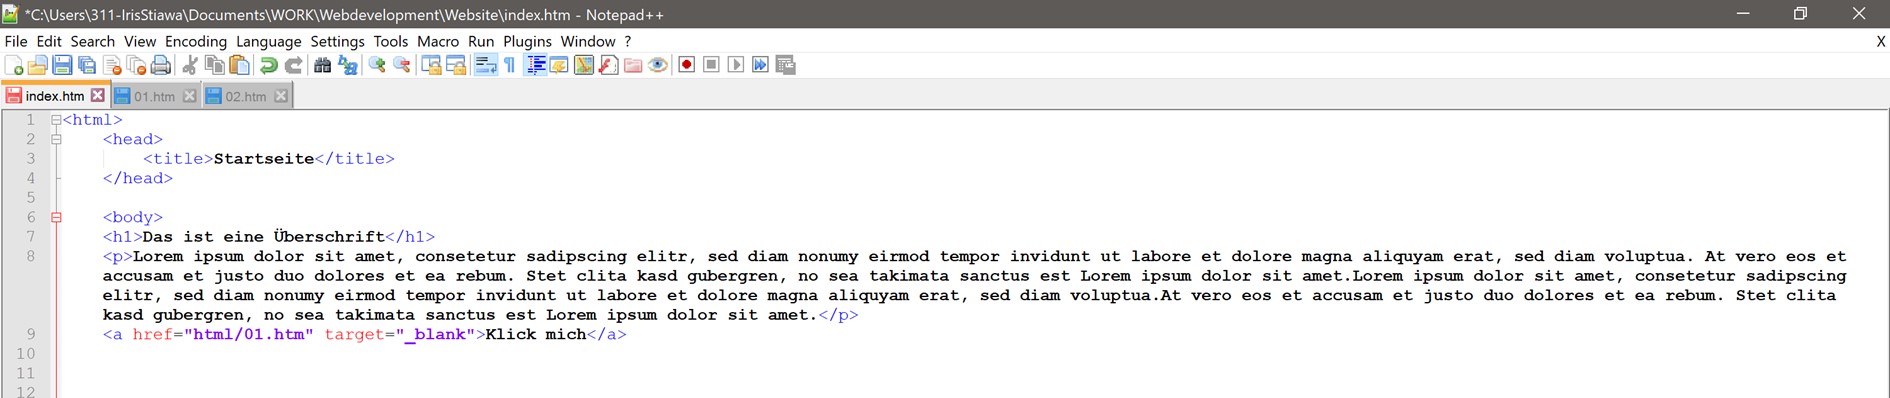 *C:\Users\311-IrisStiawa\Documents\WORK\Webdevelopment\Website\index.htm - Notepad++
File Edit Search View Encoding Language Settings Tools Macro Run Plugins Window ? X
index.htm 01.htm 02.htm
1 <html>
2 <head>
3 <title>Startseite</title>
4 </head>
5
6 <body>
7 <h1>Das ist eine Überschrift</h1>
8 <p>Lorem ipsum dolor sit amet, consetetur sadipscing elitr, sed diam nonumy eirmod tempor invidunt ut labore et dolore magna aliquyam erat, sed diam voluptua. At vero eos et
accusam et justo duo dolores et ea rebum. Stet clita kasd gubergren, no sea takimata sanctus est Lorem ipsum dolor sit amet.Lorem ipsum dolor sit amet, consetetur sadipscing
elitr, sed diam nonumy eirmod tempor invidunt ut labore et dolore magna aliquyam erat, sed diam voluptua.At vero eos et accusam et justo duo dolores et ea rebum. Stet clita
kasd gubergren, no sea takimata sanctus est Lorem ipsum dolor sit amet.</p>
9 <a href="html/01.htm" target="_blank">Klick mich</a>
10
11
12